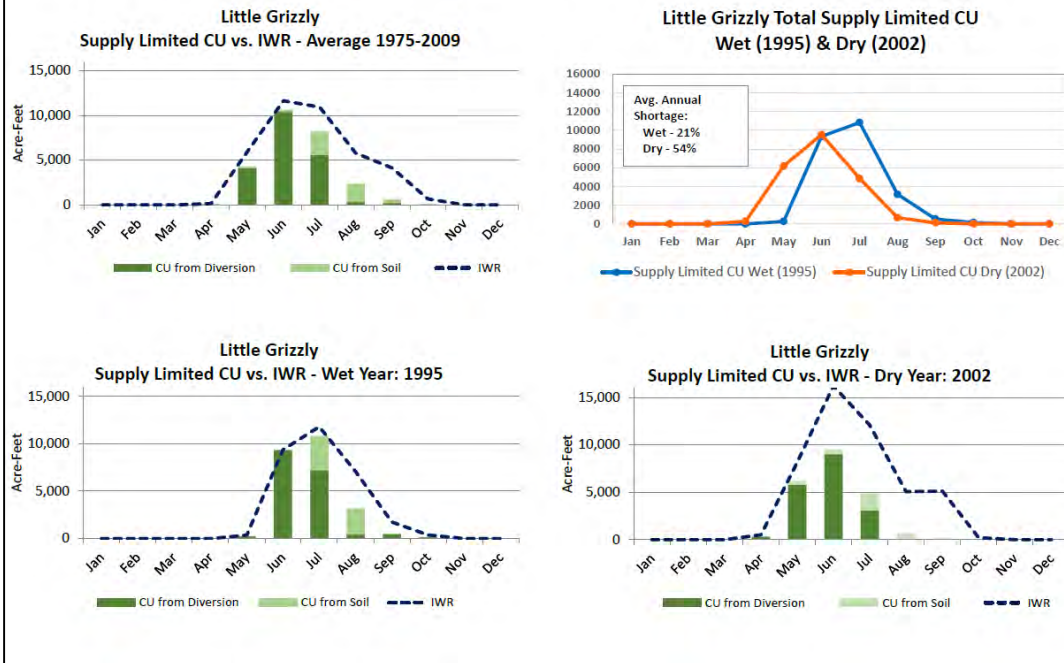 Little Grizzly
Supply Limited CU vs. IWR - Average 1975-2009
15,000
10,000
5,000
0
Acre-Feet
Jan Feb Mar Apr May Jun Jul Aug Sep Oct Nov Dec
CU from Diversion CU from Soil IWR
Little Grizzly Total Supply Limited CU
Wet (1995) & Dry (2002)
16000
14000
12000
10000
8000
6000
4000
2000
0
Avg. Annual
Shortage:
Wet - 21%
Dry - 54%
Jan Feb Mar Apr May Jun Jul Aug Sep Oct Nov Dec
Supply Limited CU Wet (1995) Supply Limited CU Dry (2002)
Little Grizzly
Supply Limited CU vs. IWR - Wet Year: 1995
15,000
10,000
5,000
0
Acre-Feet
Jan Feb Mar Apr May Jun Jul Aug Sep Oct Nov Dec
CU from Diversion CU from Soil IWR
Little Grizzly
Supply Limited CU vs. IWR - Dry Year: 2002
15,000
10,000
5,000
0
Acre-Feet
Jan Feb Mar Apr May Jun Jul Aug Sep Oct Nov Dec
CU from Diversion CU from Soil IWR